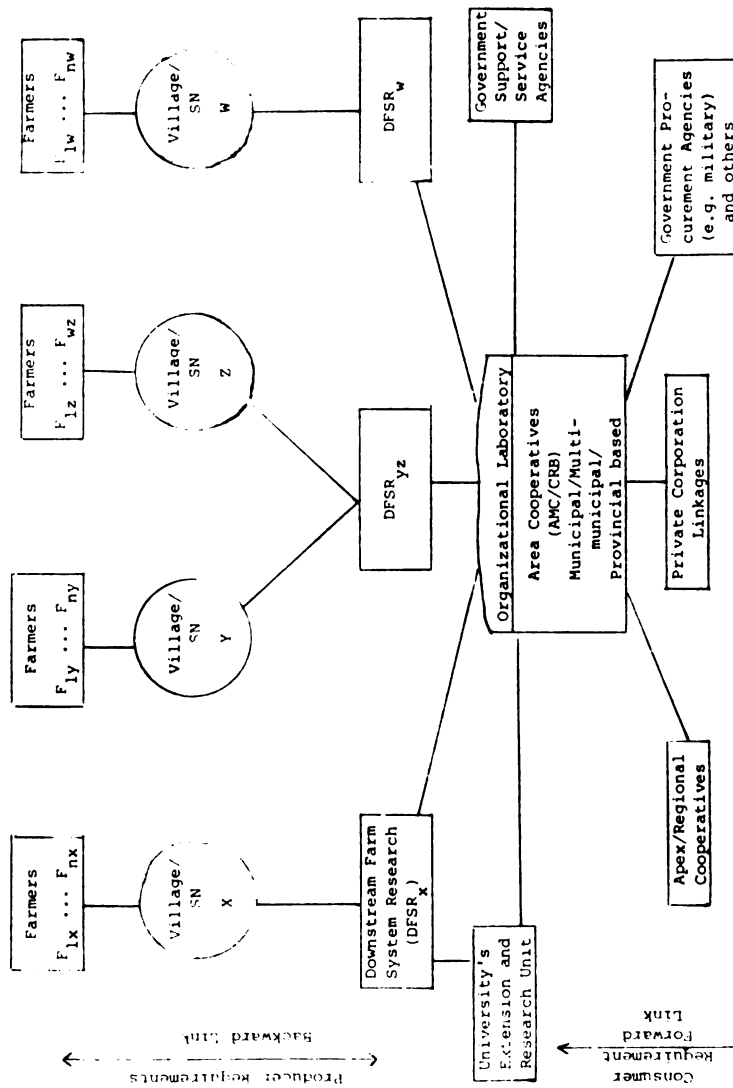 Farmers
F1x ... Fnx
Farmers
F1y ... Fny
Farmers
F1z ... Fwz
Farmers
F1w ... Fnw
Village/
SN
X
Village/
SN
Y
Village/
SN
Z
Village/
SN
W
Downstream Farm
System Research
(DFSRx)
DFSRyz
DFSRw
University's
Extension and
Research Unit
Organizational Laboratory
Area Cooperatives
(AMC/CRB)
Municipal/Multi-
municipal/
Provincial based
Government
Support/
Service
Agencies
Apex/Regional
Cooperatives
Private Corporation
Linkages
Government Pro-
curement Agencies
(e.g. military)
and others
Producer Requirements
Backward Link
Consumer
Requirement
Forward
Link